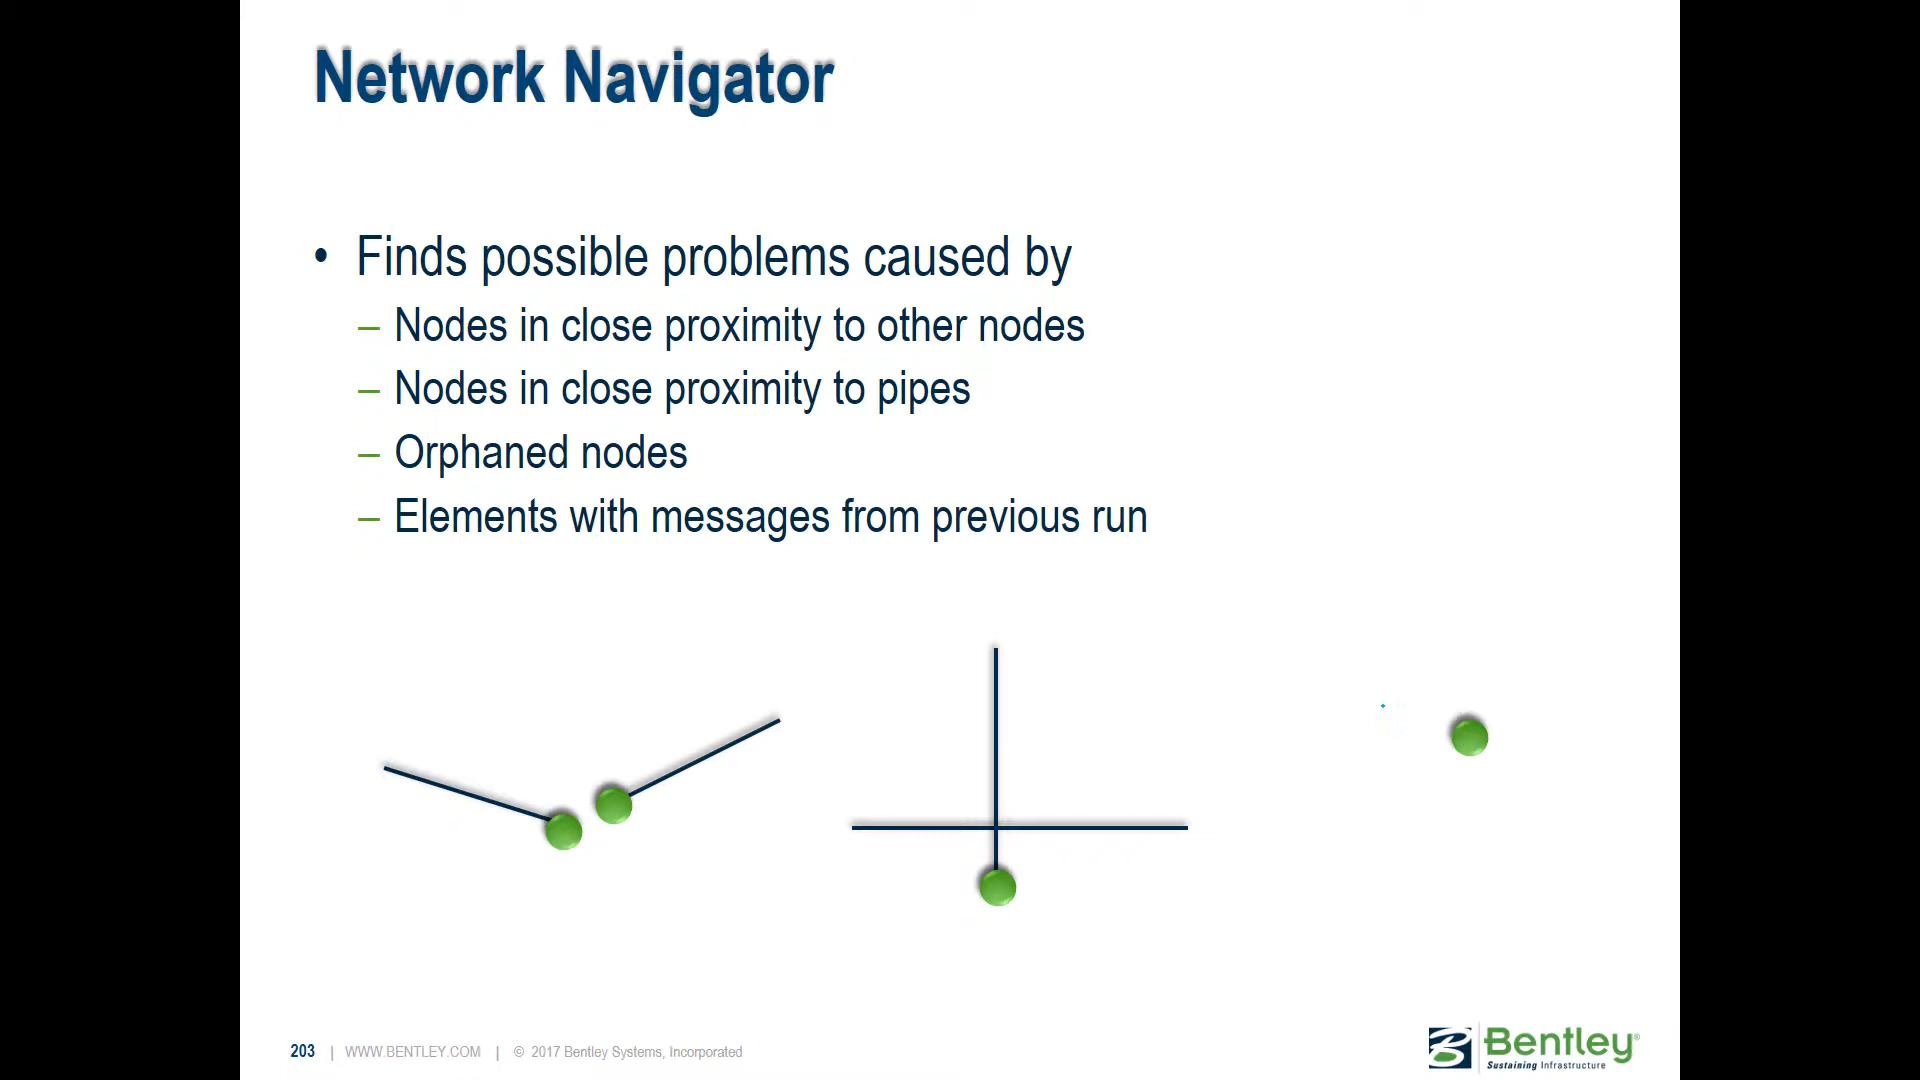 Network Navigator
• Finds possible problems caused by
– Nodes in close proximity to other nodes
– Nodes in close proximity to pipes
– Orphaned nodes
– Elements with messages from previous run
203 | WWW.BENTLEY.COM | © 2017 Bentley Systems, Incorporated
Bentley®
Sustaining Infrastructure